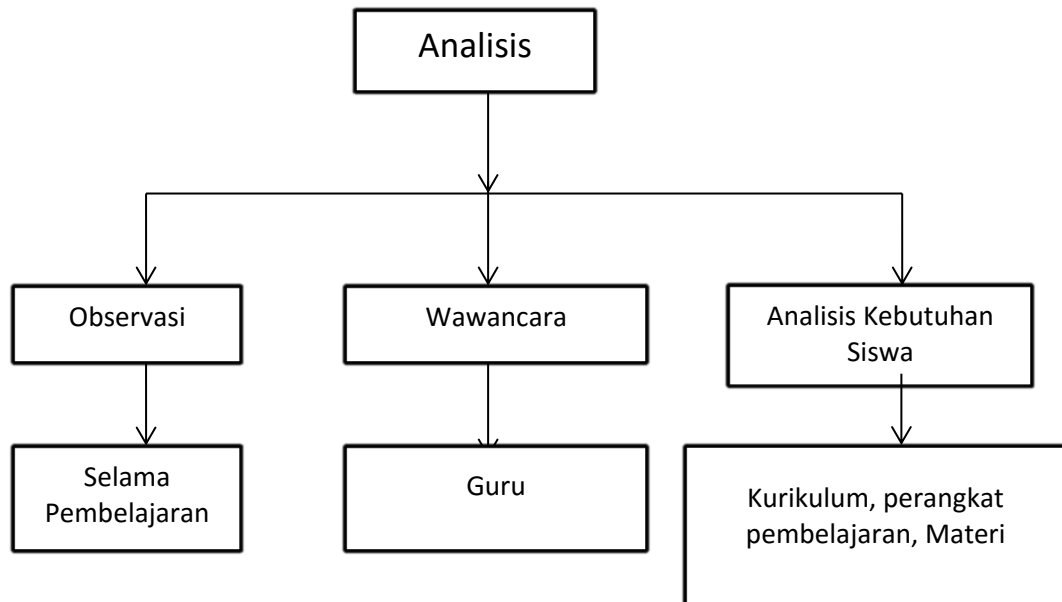 Analisis
Observasi
Wawancara
Analisis Kebutuhan
Siswa
Selama
Pembelajaran
Guru
Kurikulum, perangkat
pembelajaran, Materi